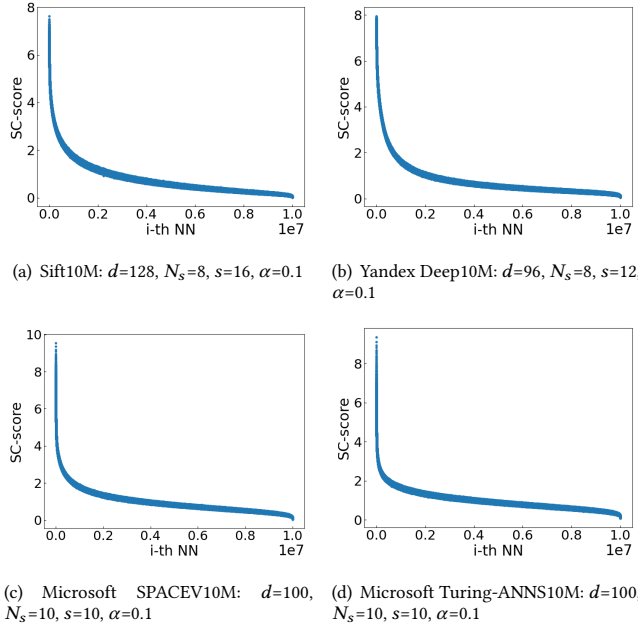 8
6
4
2
0
SC-score
0.0 0.2 0.4 0.6 0.8 1.0
1e7
i-th NN
(a) Sift10M: d=128, Ns=8, s=16, α=0.1
8
6
4
2
0
SC-score
0.0 0.2 0.4 0.6 0.8 1.0
1e7
i-th NN
(b) Yandex Deep10M: d=96, Ns=8, s=12,
α=0.1
10
8
6
4
2
0
SC-score
0.0 0.2 0.4 0.6 0.8 1.0
1e7
i-th NN
(c) Microsoft SPACEV10M: d=100,
Ns=10, s=10, α=0.1
8
6
4
2
0
SC-score
0.0 0.2 0.4 0.6 0.8 1.0
1e7
i-th NN
(d) Microsoft Turing-ANNS10M: d=100,
Ns=10, s=10, α=0.1